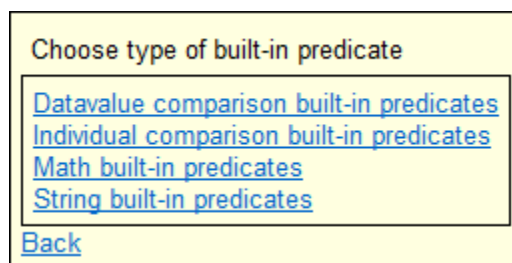 Choose type of built-in predicate
Datavalue comparison built-in predicates
Individual comparison built-in predicates
Math built-in predicates
String built-in predicates
Back